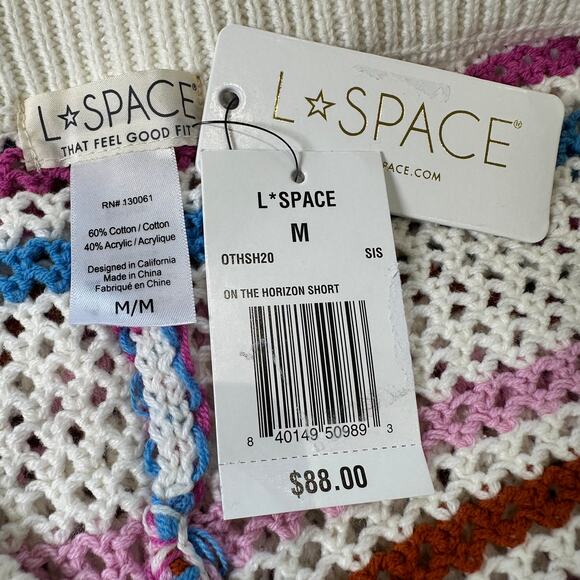 L☆SPACE®
THAT FEEL GOOD FIT
RN# 130061
60% Cotton / Cotton
40% Acrylic / Acrylique
Designed in California
Made in China
Fabriqué en China
M/M
L☆SPACE®
PACE.COM
L*SPACE
M
OTHSH20 SIS
ON THE HORIZON SHORT
8 40149 50989 3
$88.00